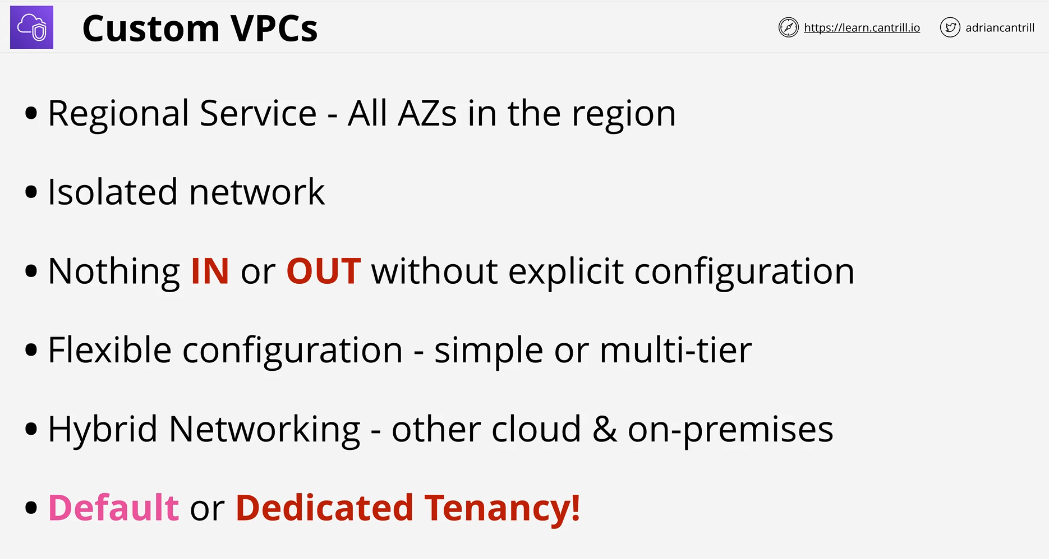 Custom VPCs
https://learn.cantrill.io
adriancantrill
• Regional Service - All AZs in the region
• Isolated network
• Nothing IN or OUT without explicit configuration
• Flexible configuration - simple or multi-tier
• Hybrid Networking - other cloud & on-premises
• Default or Dedicated Tenancy!